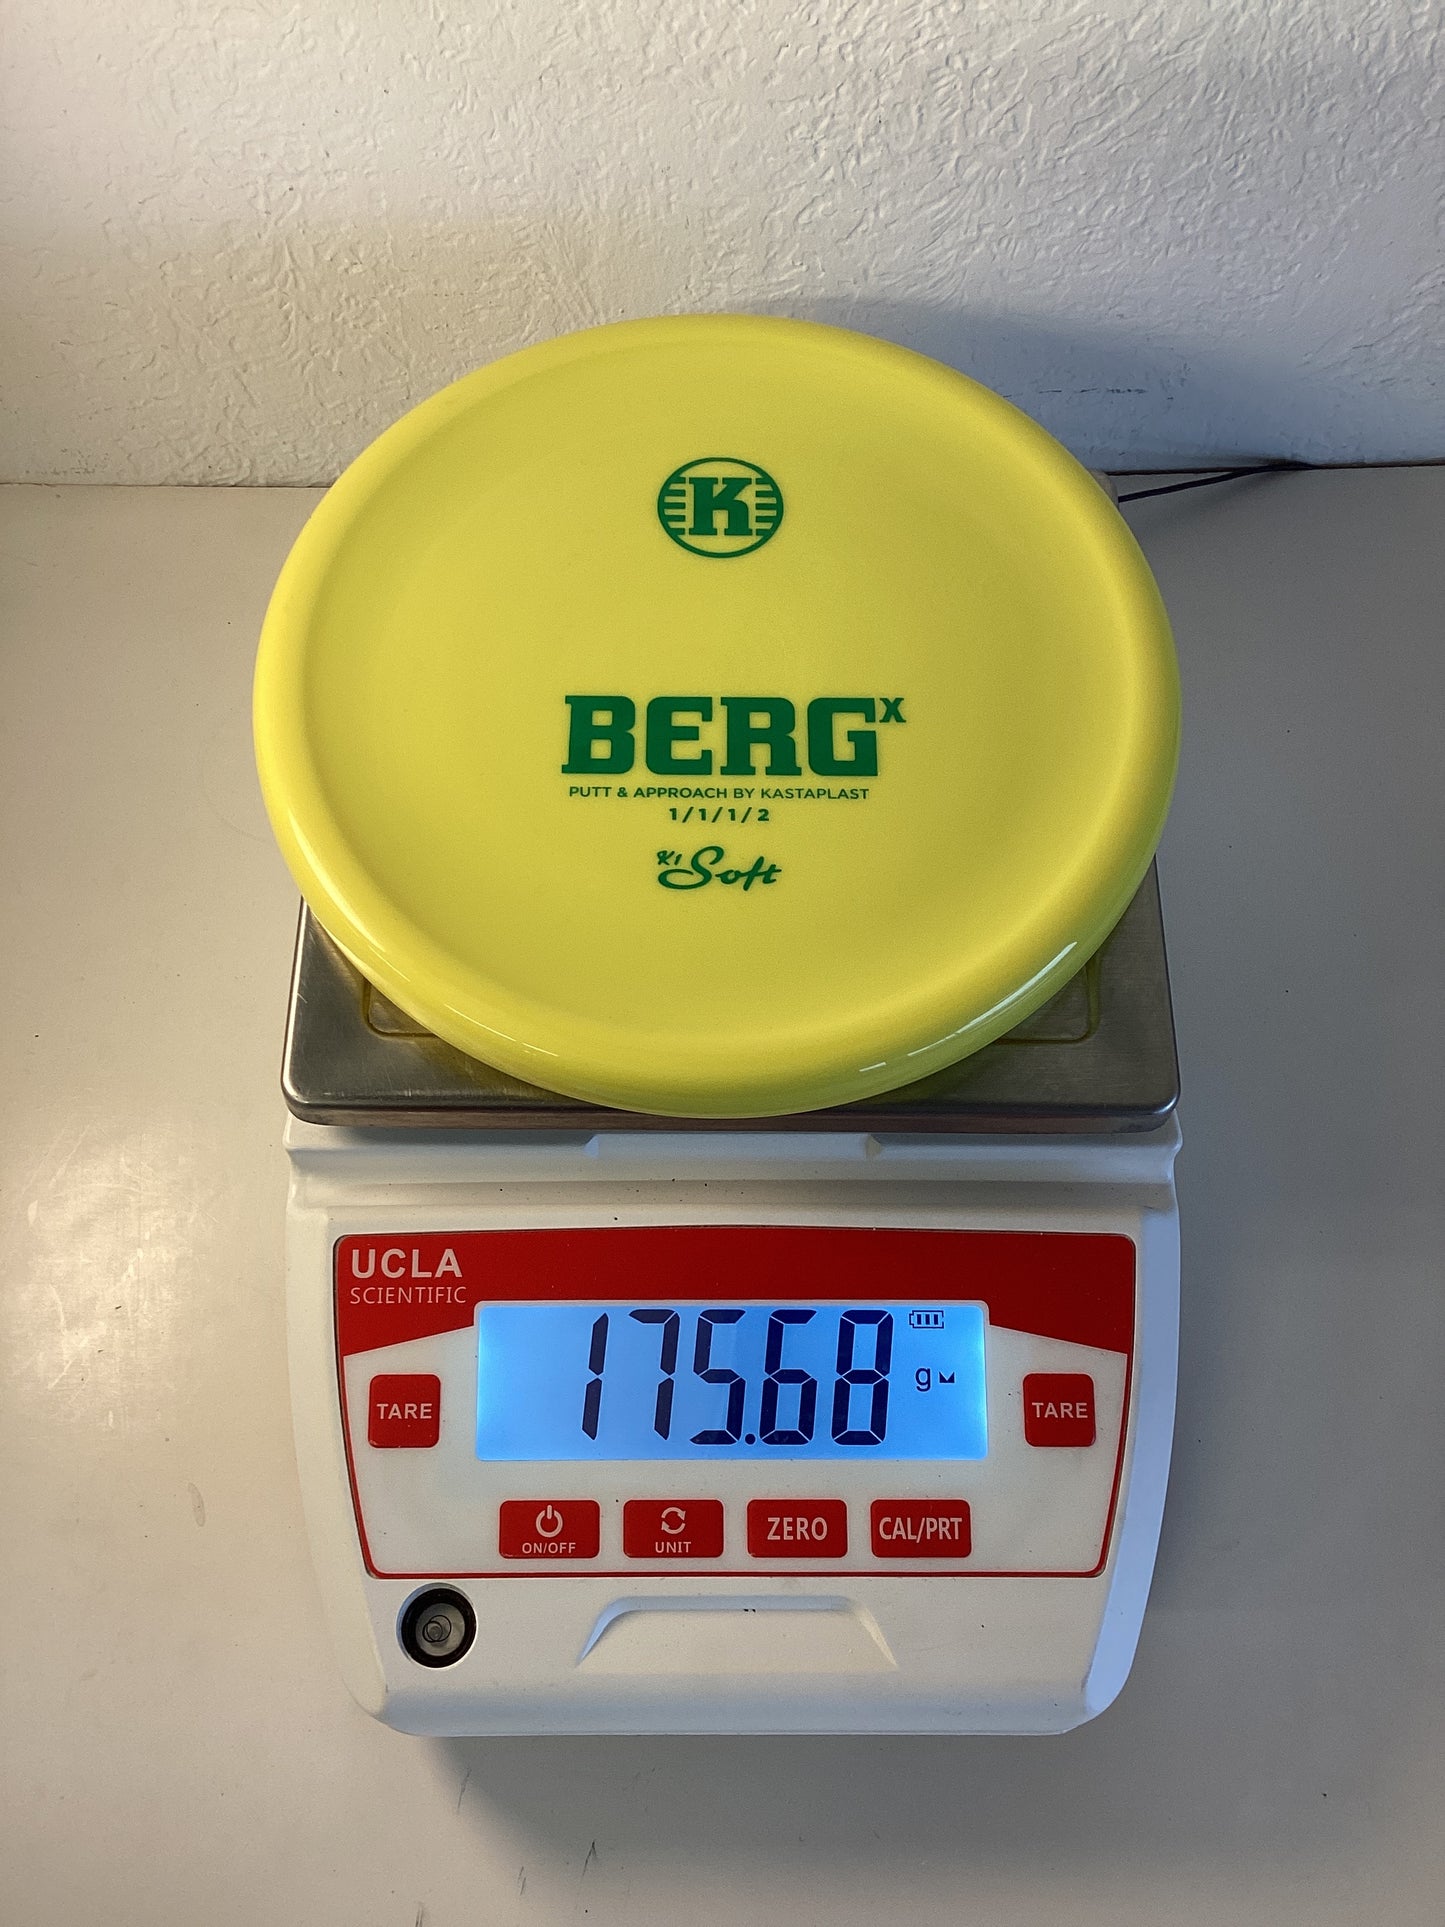 K
BERGˣ
PUTT & APPROACH BY KASTAPLAST
1/1/1/2
K1 Soft
UCLA
SCIENTIFIC
175.68 g
TARE
TARE
ON/OFF
UNIT
ZERO
CAL/PRT